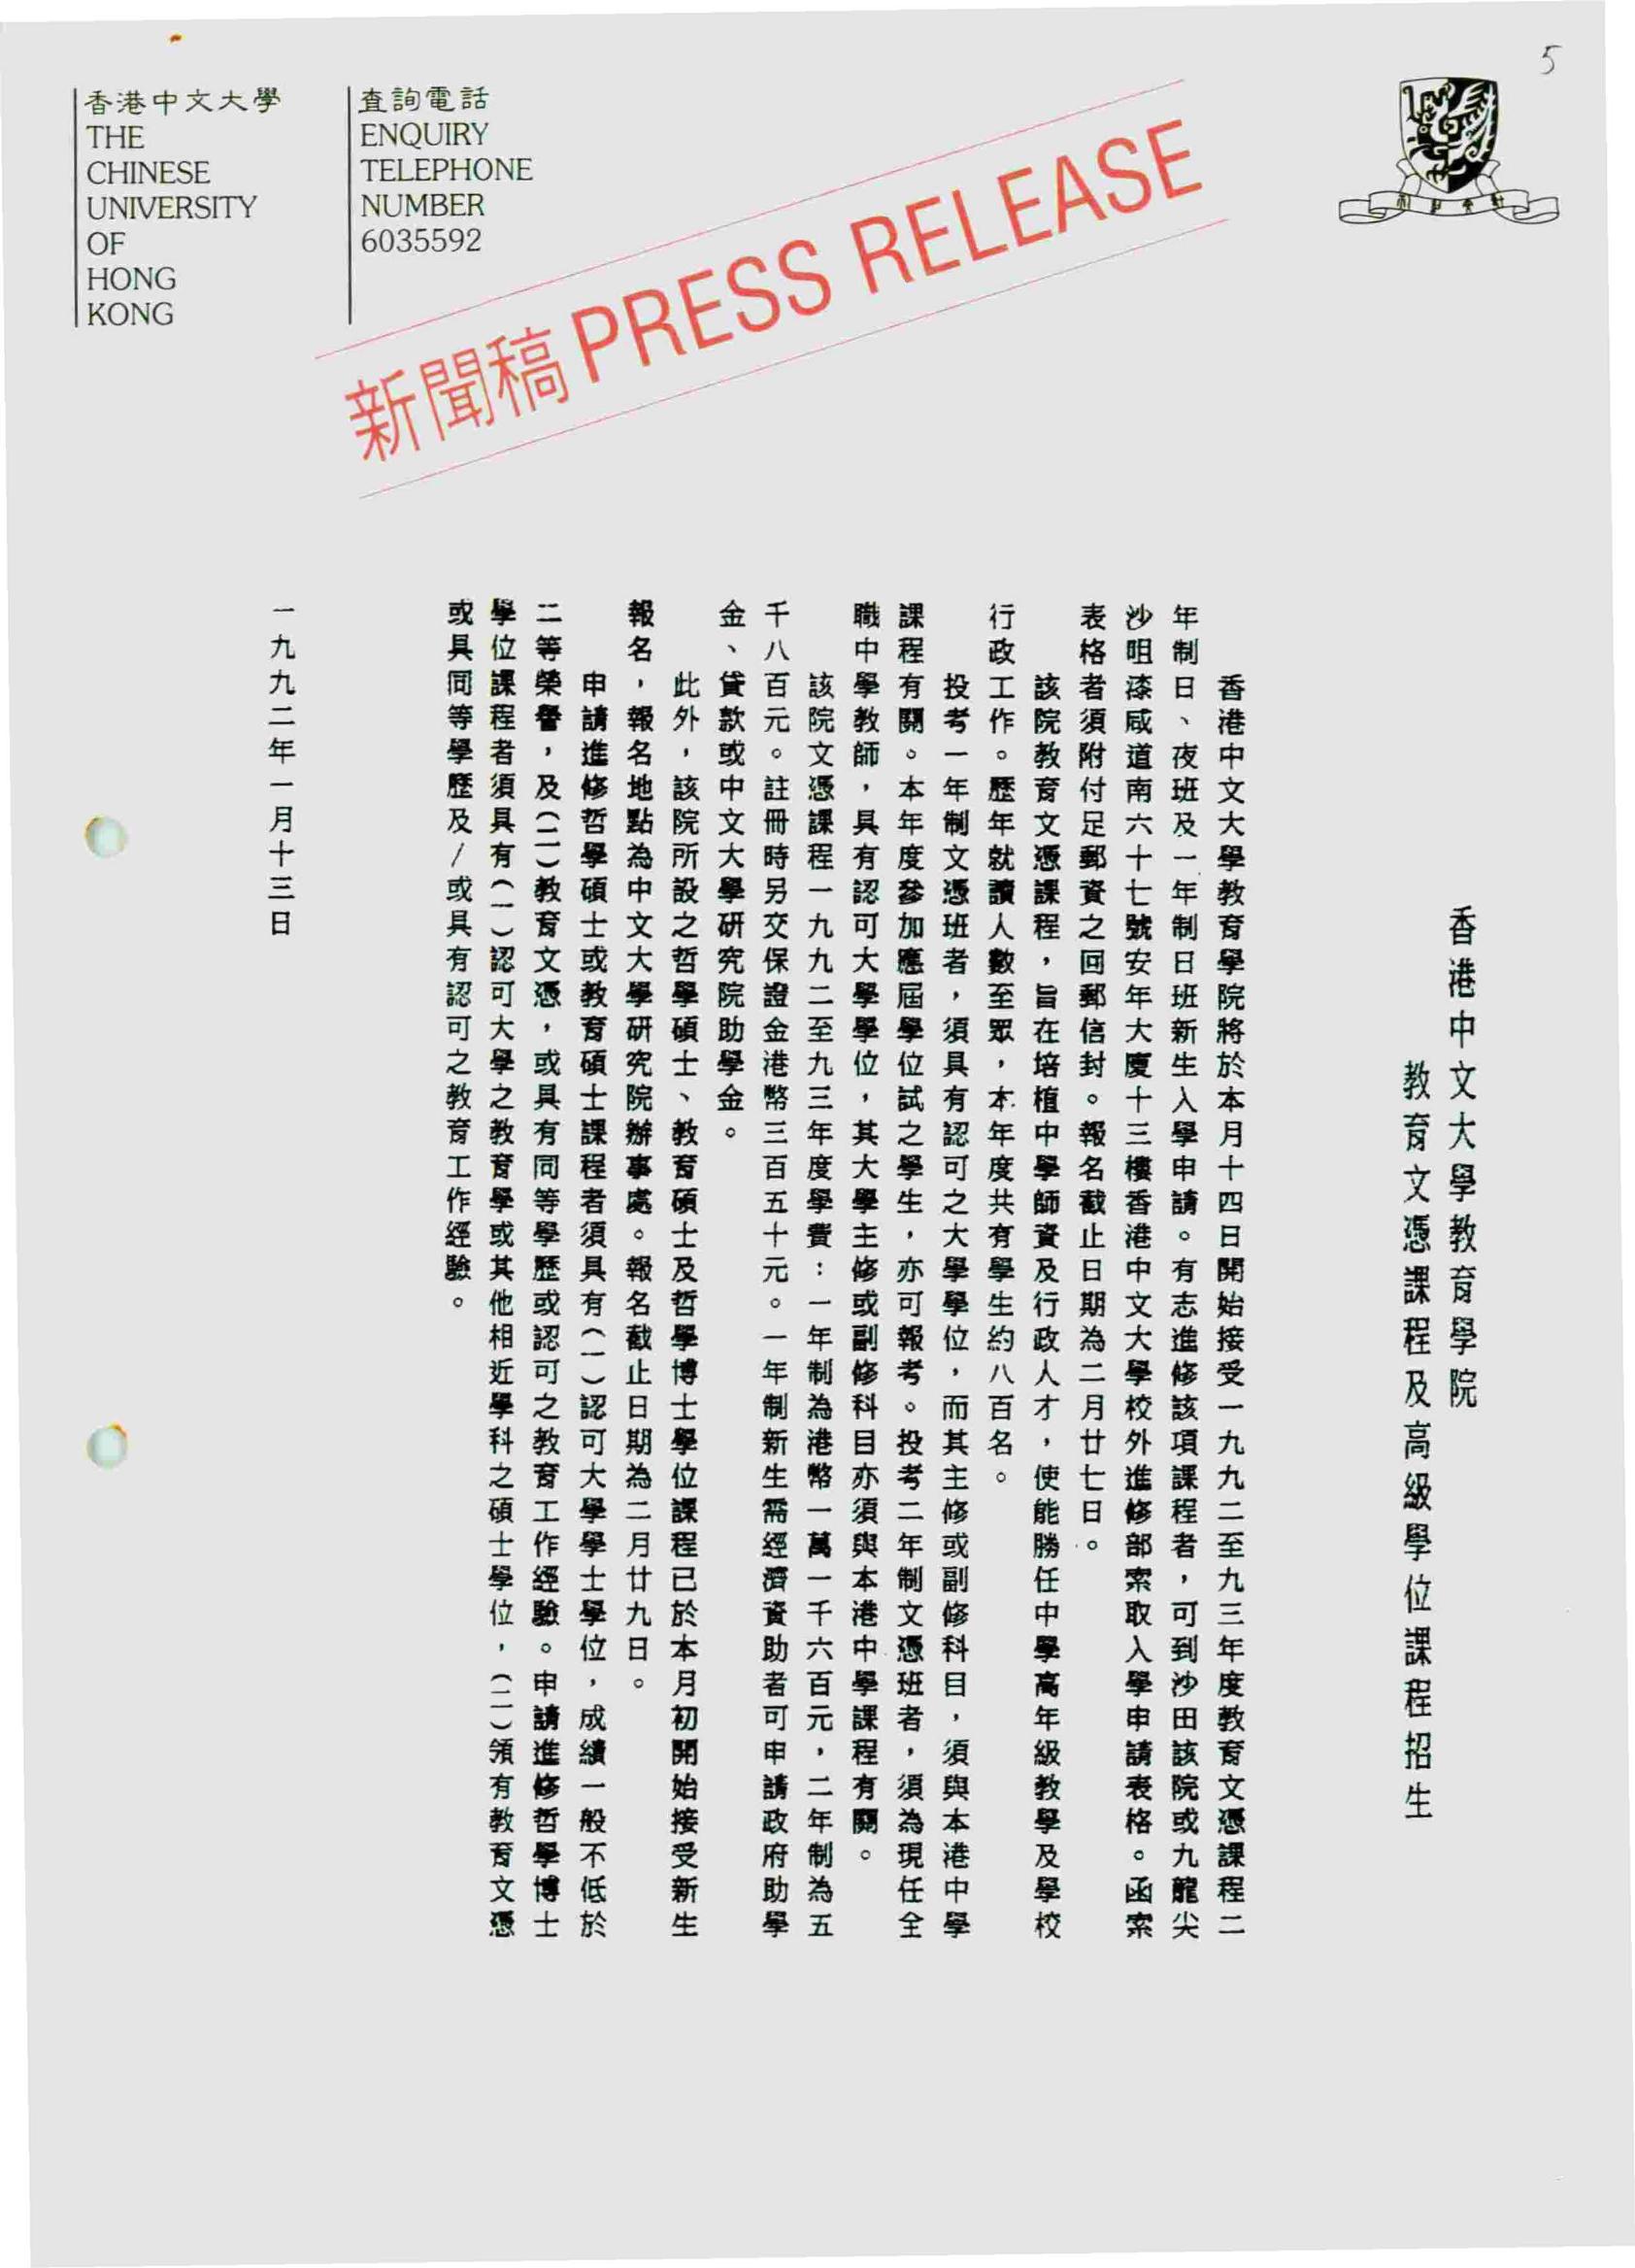 5
香港中文大學
THE
CHINESE
UNIVERSITY
OF
HONG
KONG
查詢電話
ENQUIRY
TELEPHONE
NUMBER
6035592
新聞稿 PRESS RELEASE
香港中文大學教育學院
教育文憑課程及高級學位課程招生
香港中文大學教育學院將於本月十四日開始接受一九九二至九三年度教育文憑課程二
年制日、夜班及一年制日班新生入學申請。有志進修該項課程者，可到沙田該院或九龍尖
沙咀漆咸道南六十七號安年大廈十三樓香港中文大學校外進修部索取入學申請表格。函索
表格者須附付足郵資之回郵信封。報名截止日期為二月廿七日。
該院教育文憑課程，旨在培植中學師資及行政人才，使能勝任中學高年級教學及學校
行政工作。歷年就讀人數至眾，本年度共有學生約八百名。
投考一年制文憑班者，須具有認可之大學學位，而其主修或副修科目，須與本港中學
課程有關。本年度參加應屆學位試之學生，亦可報考。投考二年制文憑班者，須為現任全
職中學教師，具有認可大學學位，其大學主修或副修科目亦須與本港中學課程有關。
該院文憑課程一九九二至九三年度學費：一年制為港幣一萬一千六百元，二年制為五
千八百元。註冊時另交保證金港幣三百五十元。一年制新生需經濟資助者可申請政府助學
金、貸款或中文大學研究院助學金。
此外，該院所設之哲學碩士、教育碩士及哲學博士學位課程已於本月初開始接受新生
報名，報名地點為中文大學研究院辦事處。報名截止日期為二月廿九日。
申請進修哲學碩士或教育碩士課程者須具有（一）認可大學學士學位，成績一般不低於
二等榮譽，及（二）教育文憑，或具有同等學歷或認可之教育工作經驗。申請進修哲學博士
學位課程者須具有（一）認可大學之教育學或其他相近學科之碩士學位，（二）領有教育文憑
或具同等學歷及/或具有認可之教育工作經驗。
一九九二年一月十三日